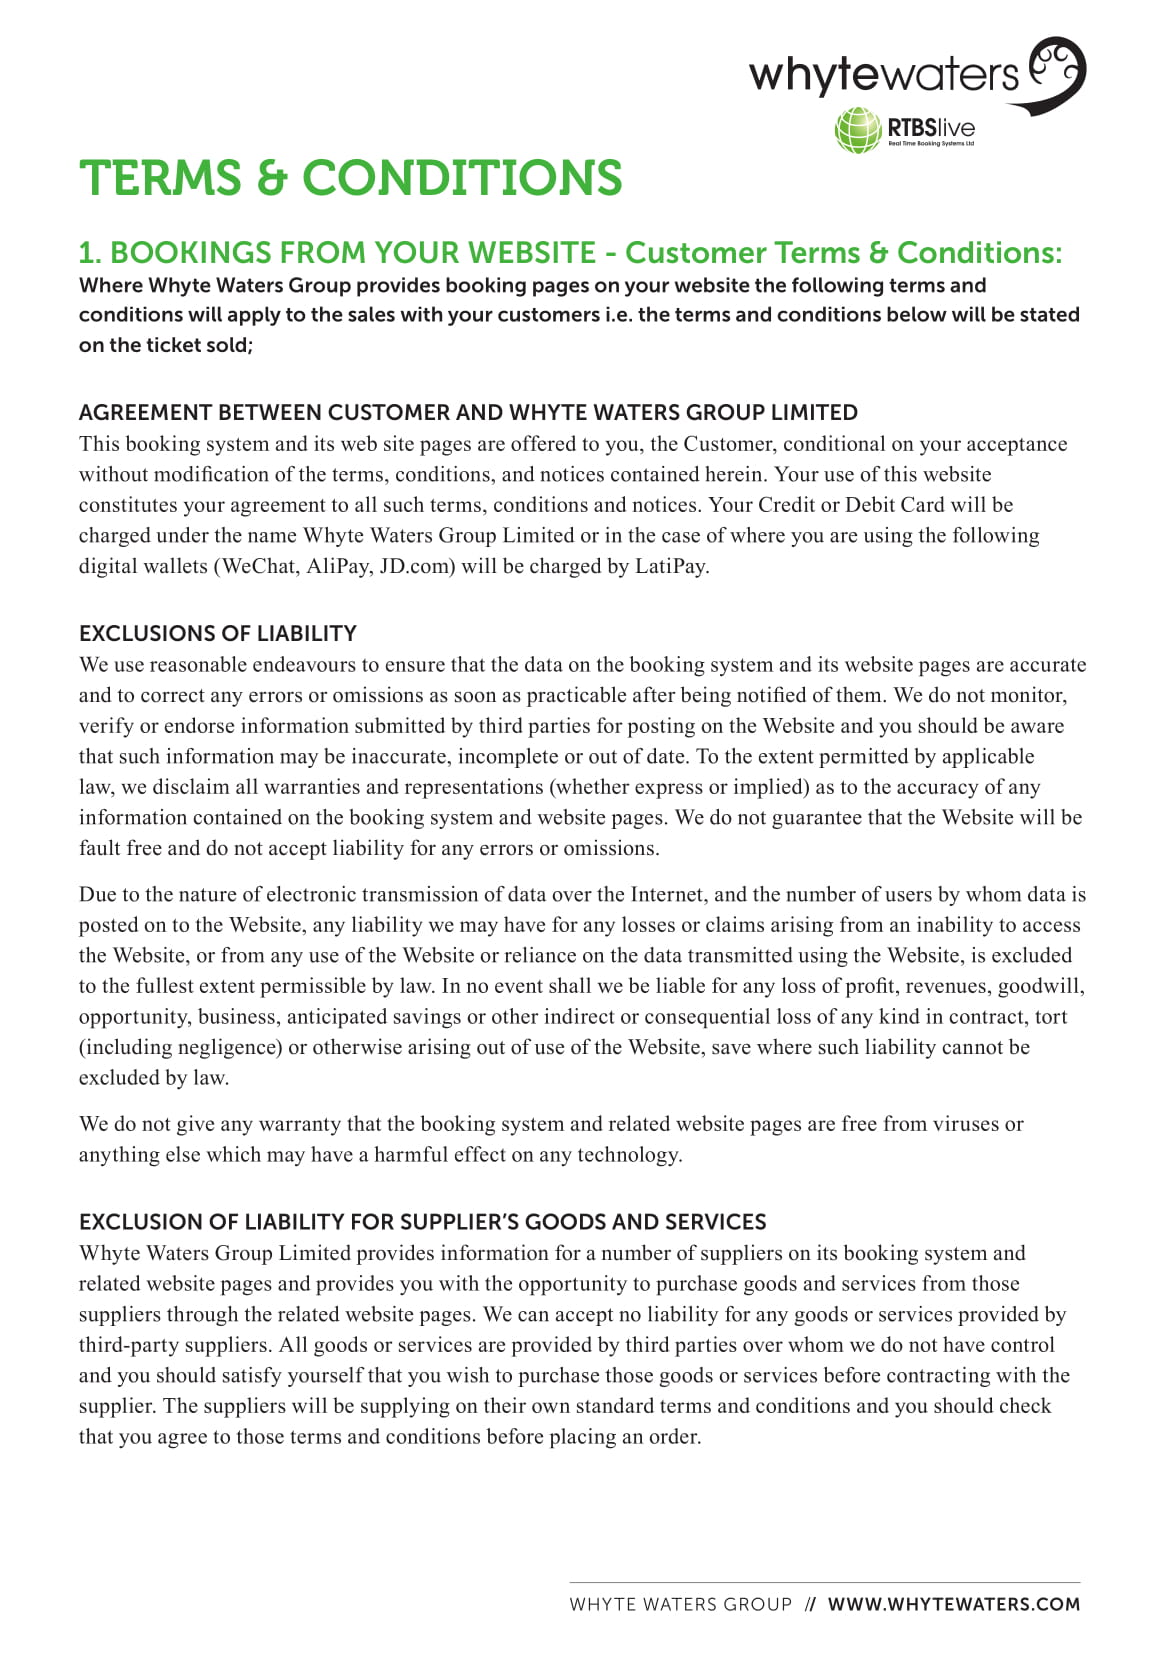 whytewaters
RTBSlive
Real Time Booking Systems Ltd
TERMS & CONDITIONS
1. BOOKINGS FROM YOUR WEBSITE - Customer Terms & Conditions:
Where Whyte Waters Group provides booking pages on your website the following terms and
conditions will apply to the sales with your customers i.e. the terms and conditions below will be stated
on the ticket sold;
AGREEMENT BETWEEN CUSTOMER AND WHYTE WATERS GROUP LIMITED
This booking system and its web site pages are offered to you, the Customer, conditional on your acceptance
without modification of the terms, conditions, and notices contained herein. Your use of this website
constitutes your agreement to all such terms, conditions and notices. Your Credit or Debit Card will be
charged under the name Whyte Waters Group Limited or in the case of where you are using the following
digital wallets (WeChat, AliPay, JD.com) will be charged by LatiPay.
EXCLUSIONS OF LIABILITY
We use reasonable endeavours to ensure that the data on the booking system and its website pages are accurate
and to correct any errors or omissions as soon as practicable after being notified of them. We do not monitor,
verify or endorse information submitted by third parties for posting on the Website and you should be aware
that such information may be inaccurate, incomplete or out of date. To the extent permitted by applicable
law, we disclaim all warranties and representations (whether express or implied) as to the accuracy of any
information contained on the booking system and website pages. We do not guarantee that the Website will be
fault free and do not accept liability for any errors or omissions.
Due to the nature of electronic transmission of data over the Internet, and the number of users by whom data is
posted on to the Website, any liability we may have for any losses or claims arising from an inability to access
the Website, or from any use of the Website or reliance on the data transmitted using the Website, is excluded
to the fullest extent permissible by law. In no event shall we be liable for any loss of profit, revenues, goodwill,
opportunity, business, anticipated savings or other indirect or consequential loss of any kind in contract, tort
(including negligence) or otherwise arising out of use of the Website, save where such liability cannot be
excluded by law.
We do not give any warranty that the booking system and related website pages are free from viruses or
anything else which may have a harmful effect on any technology.
EXCLUSION OF LIABILITY FOR SUPPLIER’S GOODS AND SERVICES
Whyte Waters Group Limited provides information for a number of suppliers on its booking system and
related website pages and provides you with the opportunity to purchase goods and services from those
suppliers through the related website pages. We can accept no liability for any goods or services provided by
third-party suppliers. All goods or services are provided by third parties over whom we do not have control
and you should satisfy yourself that you wish to purchase those goods or services before contracting with the
supplier. The suppliers will be supplying on their own standard terms and conditions and you should check
that you agree to those terms and conditions before placing an order.
WHYTE WATERS GROUP // WWW.WHYTEWATERS.COM